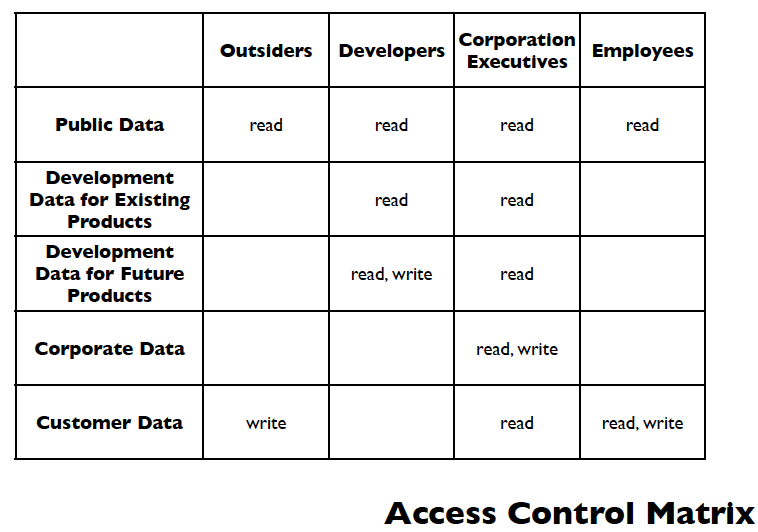 Outsiders Developers Corporation Executives Employees
Public Data read read read read
Development
Data for Existing
Products
read read
Development
Data for Future
Products
read, write read
Corporate Data read, write
Customer Data write read read, write
Access Control Matrix